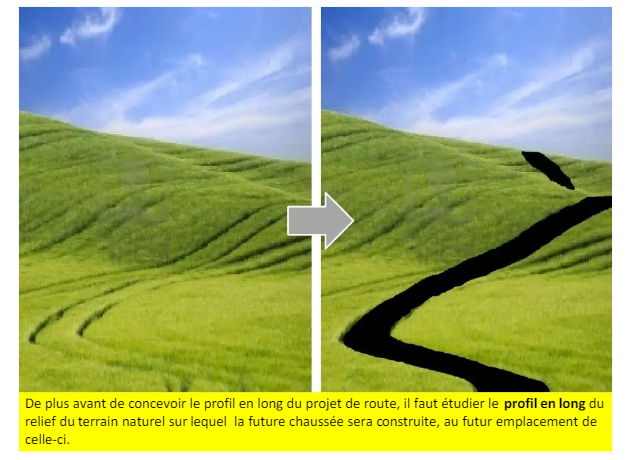 De plus avant de concevoir le profil en long du projet de route, il faut étudier le profil en long du
relief du terrain naturel sur lequel la future chaussée sera construite, au futur emplacement de
celle-ci.